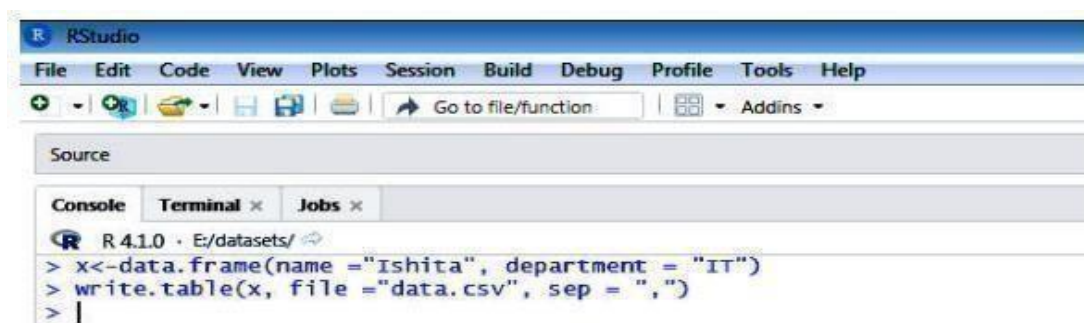 RStudio
File Edit Code View Plots Session Build Debug Profile Tools Help
Go to file/function Addins
Source
Console Terminal × Jobs ×
R 4.1.0 · E:/datasets/
> x<-data.frame(name ="Ishita", department = "IT")
> write.table(x, file ="data.csv", sep = ",")
>